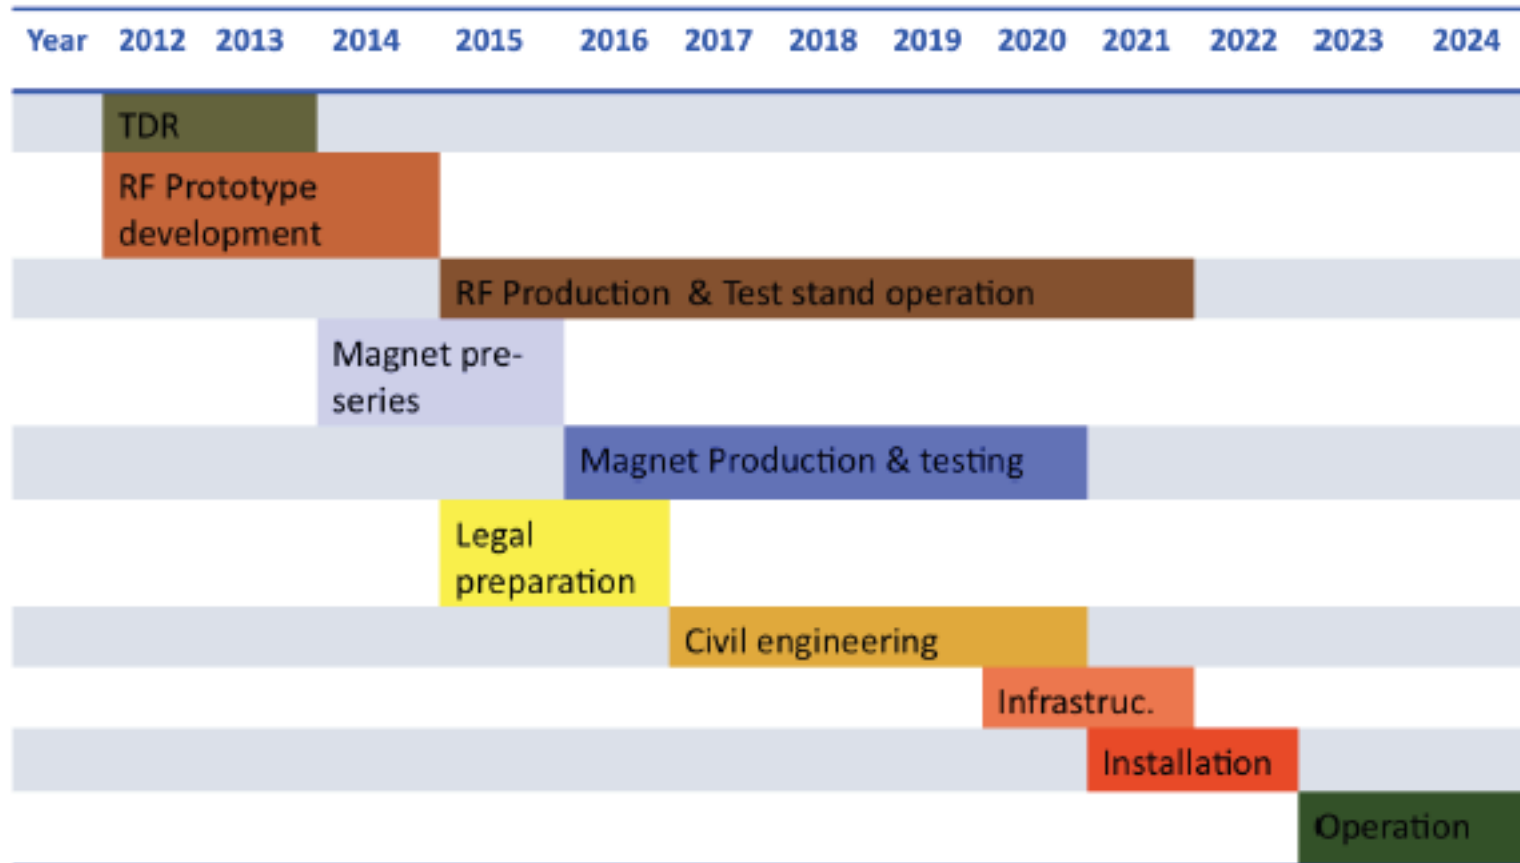 Year 2012 2013 2014 2015 2016 2017 2018 2019 2020 2021 2022 2023 2024
TDR
RF Prototype
development
RF Production & Test stand operation
Magnet pre-
series
Magnet Production & testing
Legal
preparation
Civil engineering
Infrastruc.
Installation
Operation